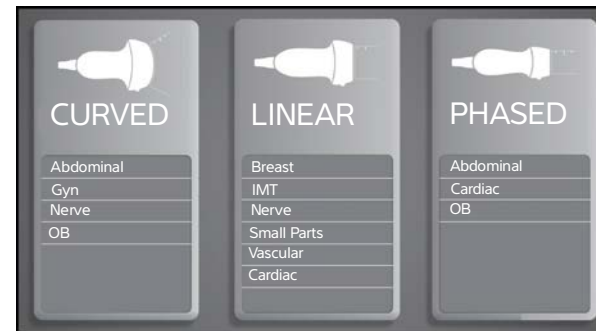 CURVED
Abdominal
Gyn
Nerve
OB
LINEAR
Breast
IMT
Nerve
Small Parts
Vascular
Cardiac
PHASED
Abdominal
Cardiac
OB